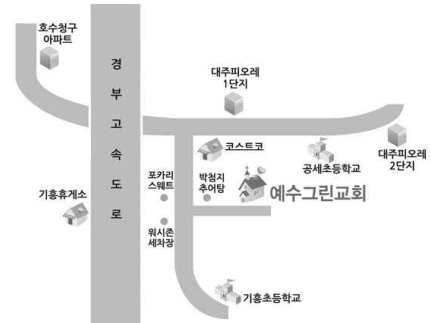 호수청구
아파트
경
부
고
속
도
로
대주피오레
1단지
코스트코
공세초등학교
대주피오레
2단지
포카리
스웨트
박첨지
추어탕
예수그린교회
기흥휴게소
워시존
세차장
기흥초등학교